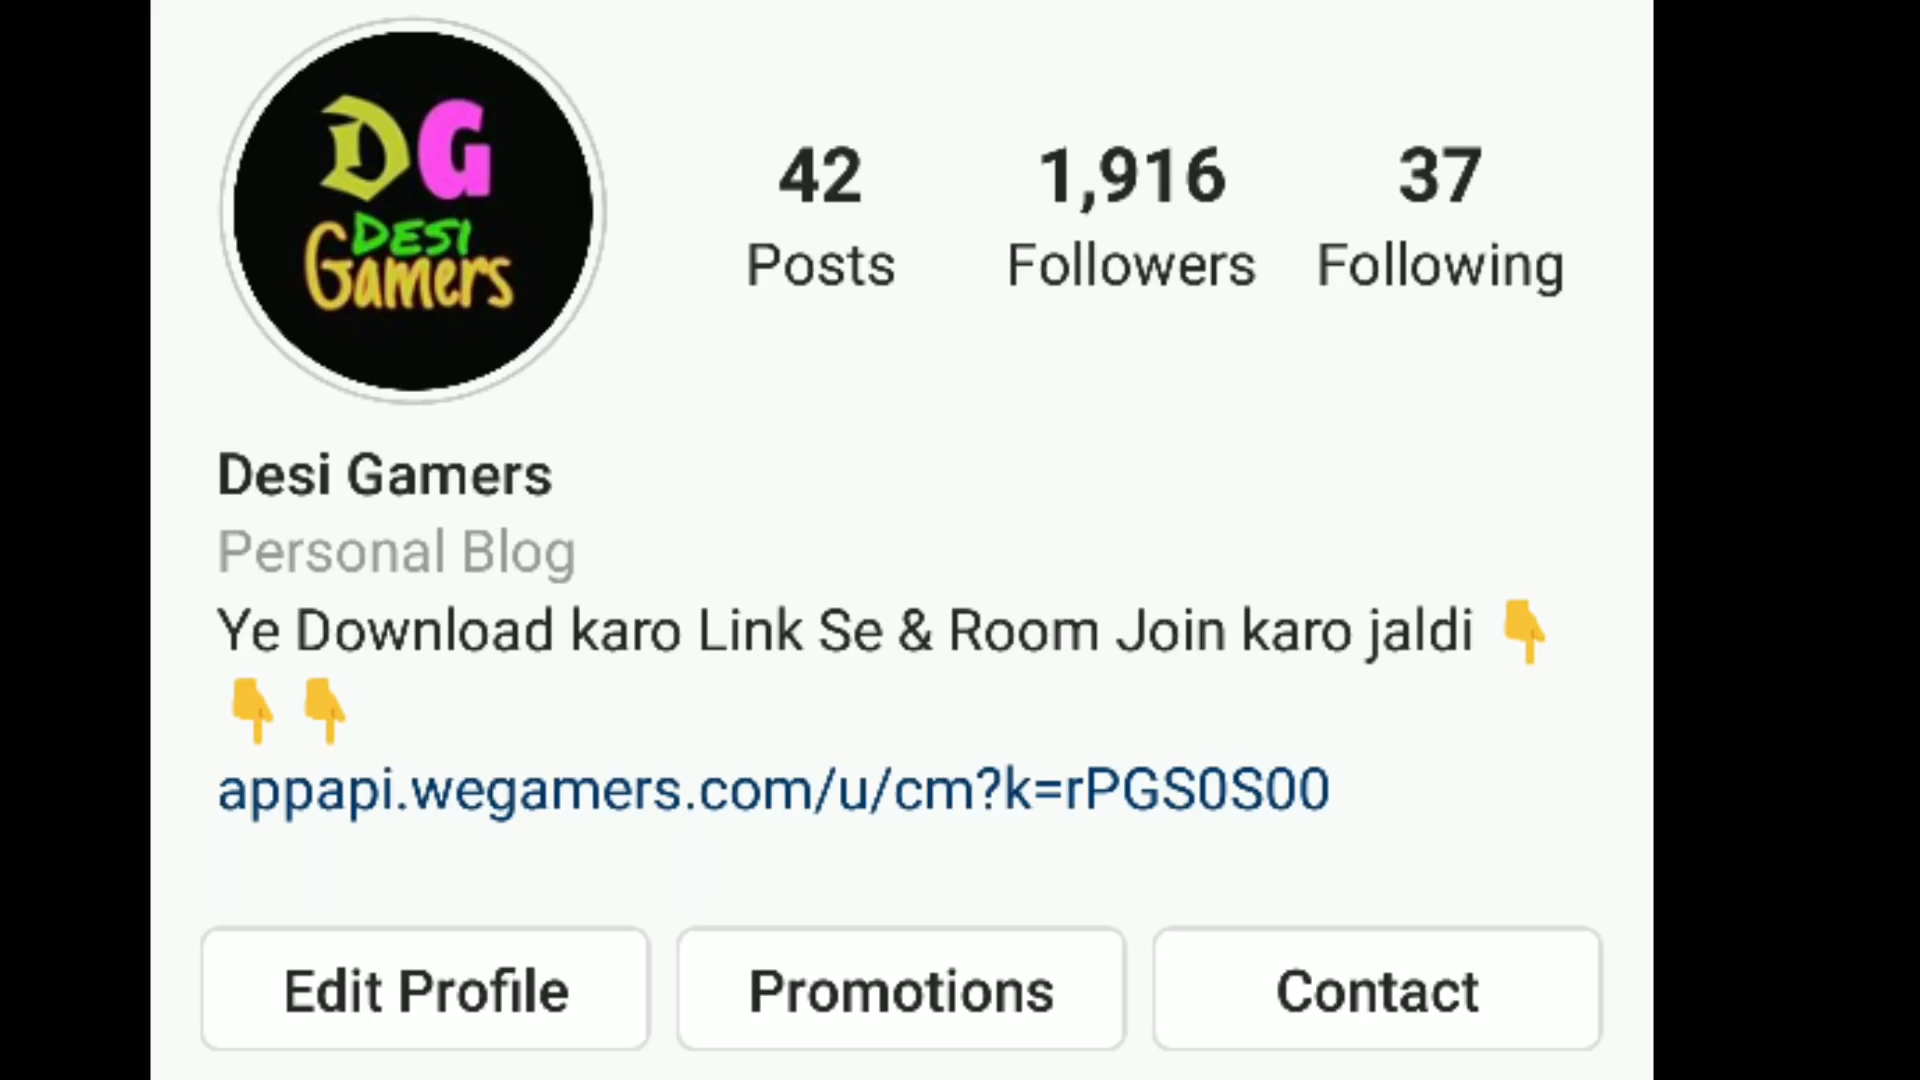 DG
DESI
Gamers
42 1,916 37
Posts Followers Following
Desi Gamers
Personal Blog
Ye Download karo Link Se & Room Join karo jaldi 👇
👇 👇
appapi.wegamers.com/u/cm?k=rPGS0S00
Edit Profile Promotions Contact